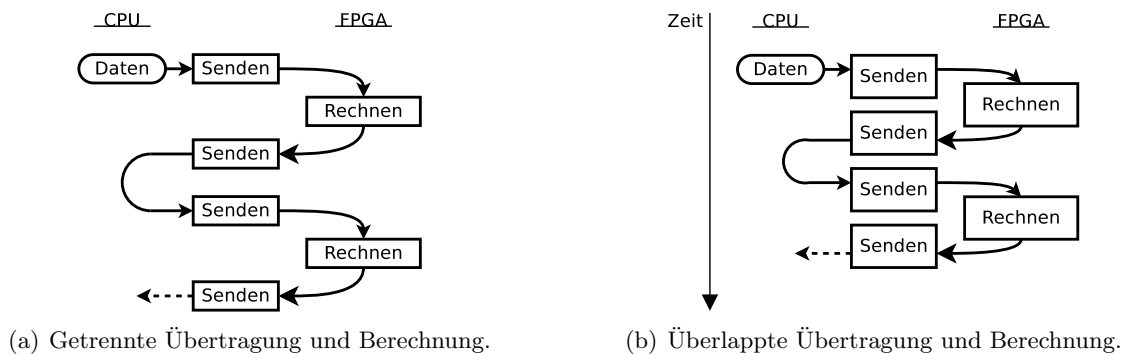 CPU
FPGA
Daten
Senden
Rechnen
Senden
Senden
Rechnen
Senden
(a) Getrennte Übertragung und Berechnung.
Zeit
CPU
FPGA
Daten
Senden
Rechnen
Senden
Senden
Rechnen
Senden
(b) Überlappte Übertragung und Berechnung.